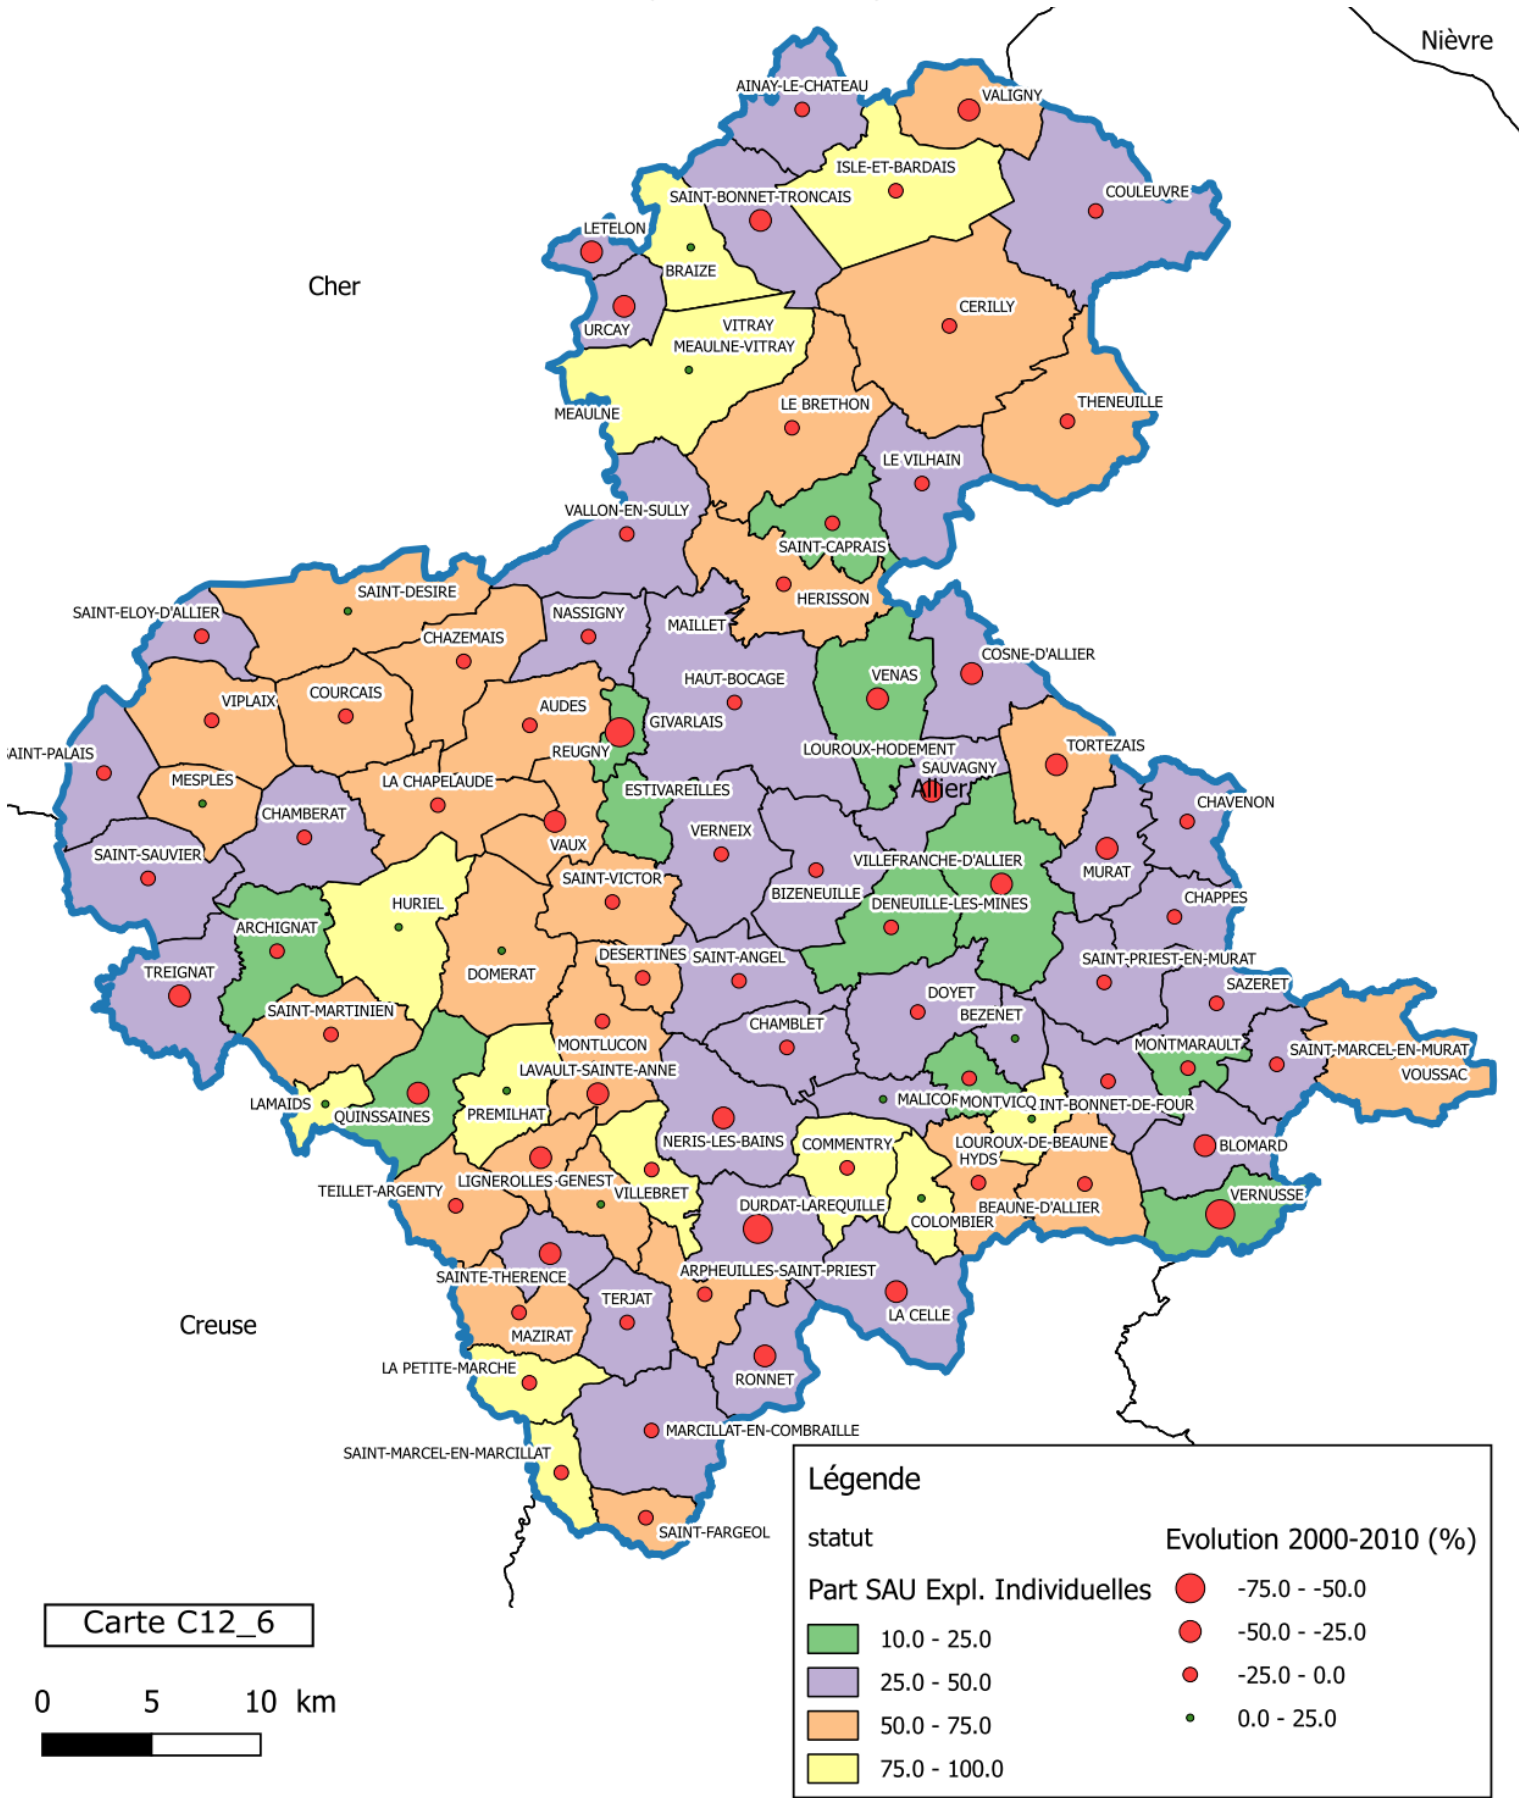 Nièvre
AINAY-LE-CHATEAU
VALIGNY
ISLE-ET-BARDAIS
COULEUVRE
SAINT-BONNET-TRONCAIS
LETELON
BRAIZE
Cher
CERILLY
URCAY
VITRAY
MEAULNE-VITRAY
THENEUILLE
LE BRETHON
MEAULNE
LE VILHAIN
VALLON-EN-SULLY
SAINT-CAPRAIS
SAINT-DESIRE
HERISSON
SAINT-ELOY-D'ALLIER
NASSIGNY
MAILLET
CHAZEMAIS
COSNE-D'ALLIER
VENAS
HAUT-BOCAGE
COURCAIS
VIPLAIX
AUDES
GIVARLAIS
TORTEZAIS
LOUROUX-HODEMENT
REUGNY
AINT-PALAIS
SAUVAGNY
MESPLES
LA CHAPELAUDE
Allier
ESTIVAREILLES
CHAVENON
CHAMBERAT
VERNEIX
VAUX
SAINT-SAUVIER
VILLEFRANCHE-D'ALLIER
MURAT
SAINT-VICTOR
BIZENEUILLE
CHAPPES
HURIEL
DENEUILLE-LES-MINES
ARCHIGNAT
DESERTINES
SAINT-ANGEL
SAINT-PRIEST-EN-MURAT
TREIGNAT
DOMERAT
SAZERET
DOYET
SAINT-MARTINIEN
BEZENET
CHAMBLET
MONTLUCON
MONTMARAULT
SAINT-MARCEL-EN-MURAT
LAVAULT-SAINTE-ANNE
VOUSSAC
LAMAIDS
QUINSSAINES
PREMILHAT
MALICOR
MONTVICQ
INT-BONNET-DE-FOUR
NERIS-LES-BAINS
COMMENTRY
LOUROUX-DE-BEAUNE
BLOMARD
HYDS
LIGNEROLLES-GENEST
TEILLET-ARGENTY
VILLEBRET
VERNUSSE
DURDAT-LAREQUILLE
BEAUNE-D'ALLIER
COLOMBIER
SAINTE-THERENCE
ARPHEUILLES-SAINT-PRIEST
TERJAT
LA CELLE
Creuse
MAZIRAT
LA PETITE-MARCHE
RONNET
MARCILLAT-EN-COMBRAILLE
SAINT-MARCEL-EN-MARCILLAT
SAINT-FARGEOL
Légende
statut
Part SAU Expl. Individuelles
10.0 - 25.0
25.0 - 50.0
50.0 - 75.0
75.0 - 100.0
Evolution 2000-2010 (%)
-75.0 - -50.0
-50.0 - -25.0
-25.0 - 0.0
0.0 - 25.0
Carte C12_6
0 5 10 km